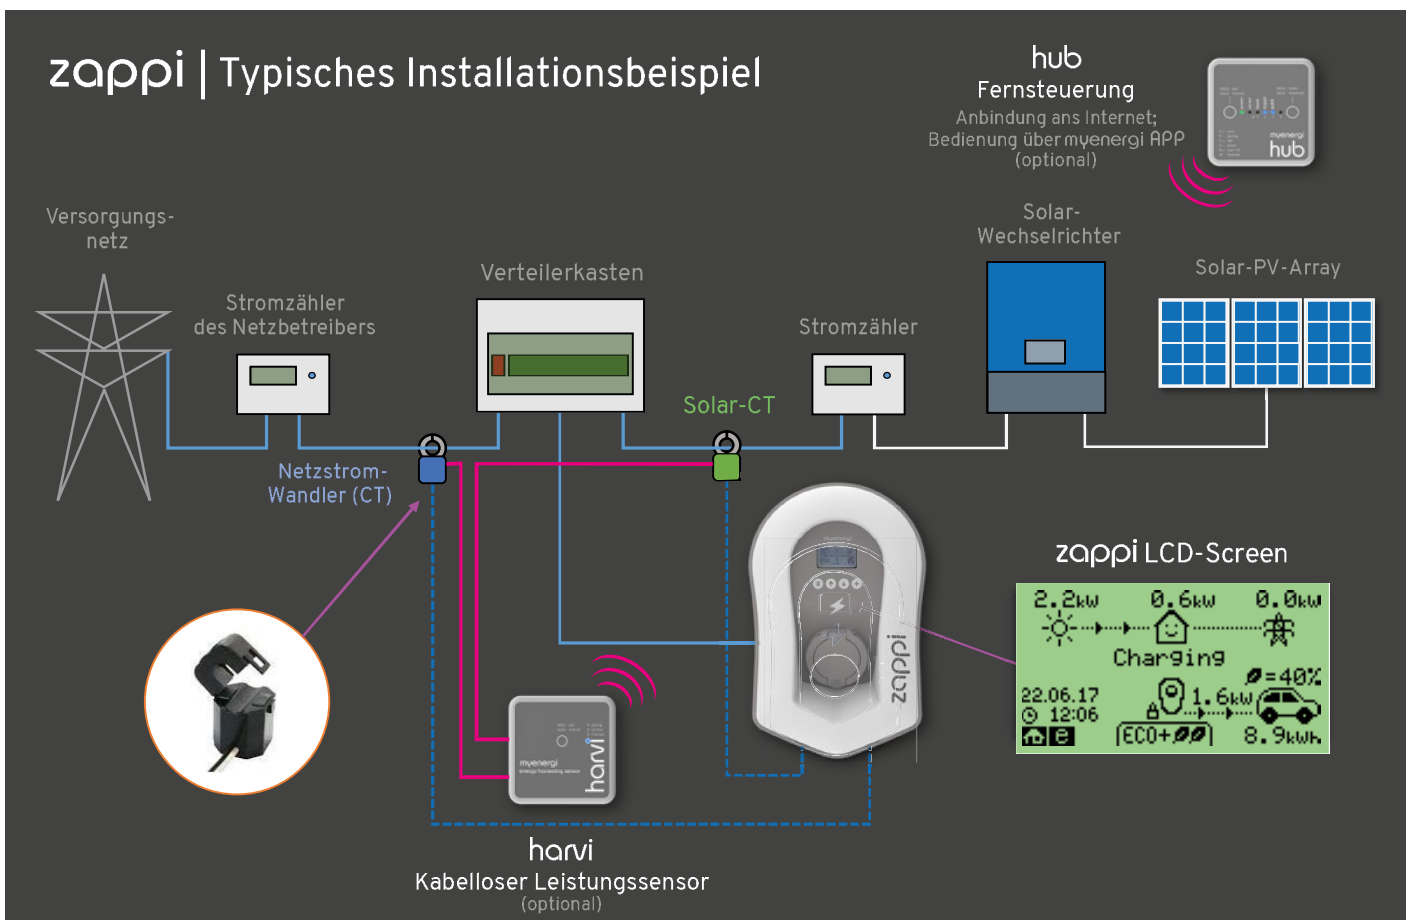 zappi | Typisches Installationsbeispiel
hub
Fernsteuerung
Anbindung ans Internet;
Bedienung über myenergi APP
(optional)
myenergi
hub
Versorgungs-
netz
Stromzähler
des Netzbetreibers
Verteilerkasten
Stromzähler
Solar-
Wechselrichter
Solar-PV-Array
Solar-CT
Netzstrom-
Wandler (CT)
zappi
zappi LCD-Screen
2.2kW 0.6kW 0.0kW
Charging
=40%
22.06.17
1.6kW
12:06
ECO+
8.9kWh
myenergi
energy harvesting sensor
harvi
harvi
Kabelloser Leistungssensor
(optional)